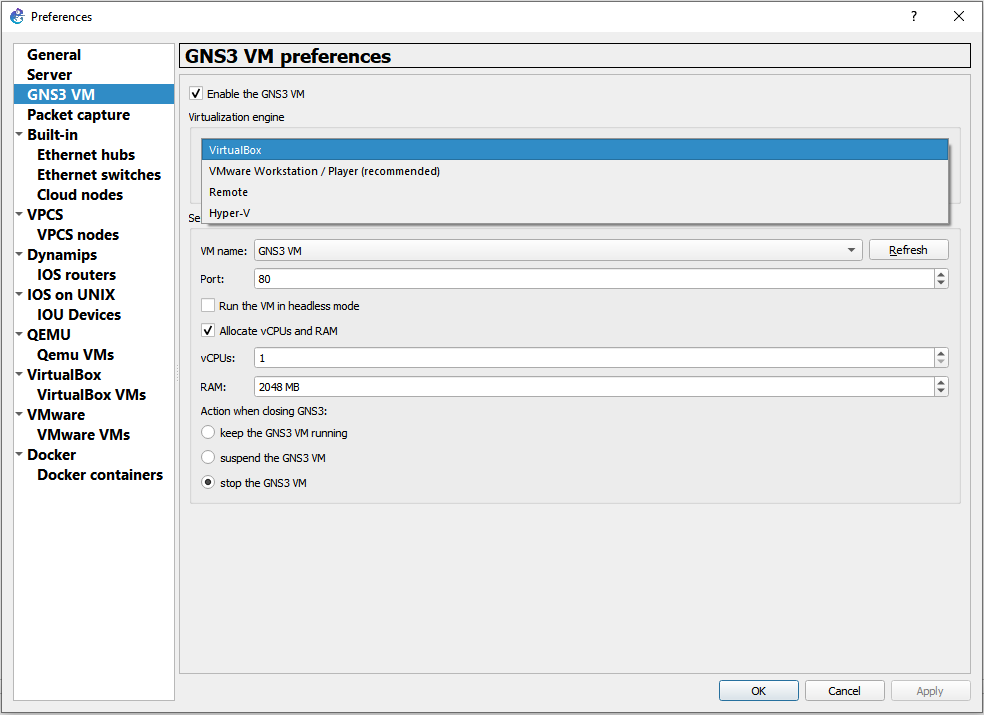 Preferences
?
General
Server
GNS3 VM
Packet capture
Built-in
Ethernet hubs
Ethernet switches
Cloud nodes
VPCS
VPCS nodes
Dynamips
IOS routers
IOS on UNIX
IOU Devices
QEMU
Qemu VMs
VirtualBox
VirtualBox VMs
VMware
VMware VMs
Docker
Docker containers
GNS3 VM preferences
Enable the GNS3 VM
Virtualization engine
VirtualBox
VMware Workstation / Player (recommended)
Remote
Hyper-V
Se
VM name: GNS3 VM Refresh
Port: 80
Run the VM in headless mode
Allocate vCPUs and RAM
vCPUs: 1
RAM: 2048 MB
Action when closing GNS3:
keep the GNS3 VM running
suspend the GNS3 VM
stop the GNS3 VM
OK Cancel Apply